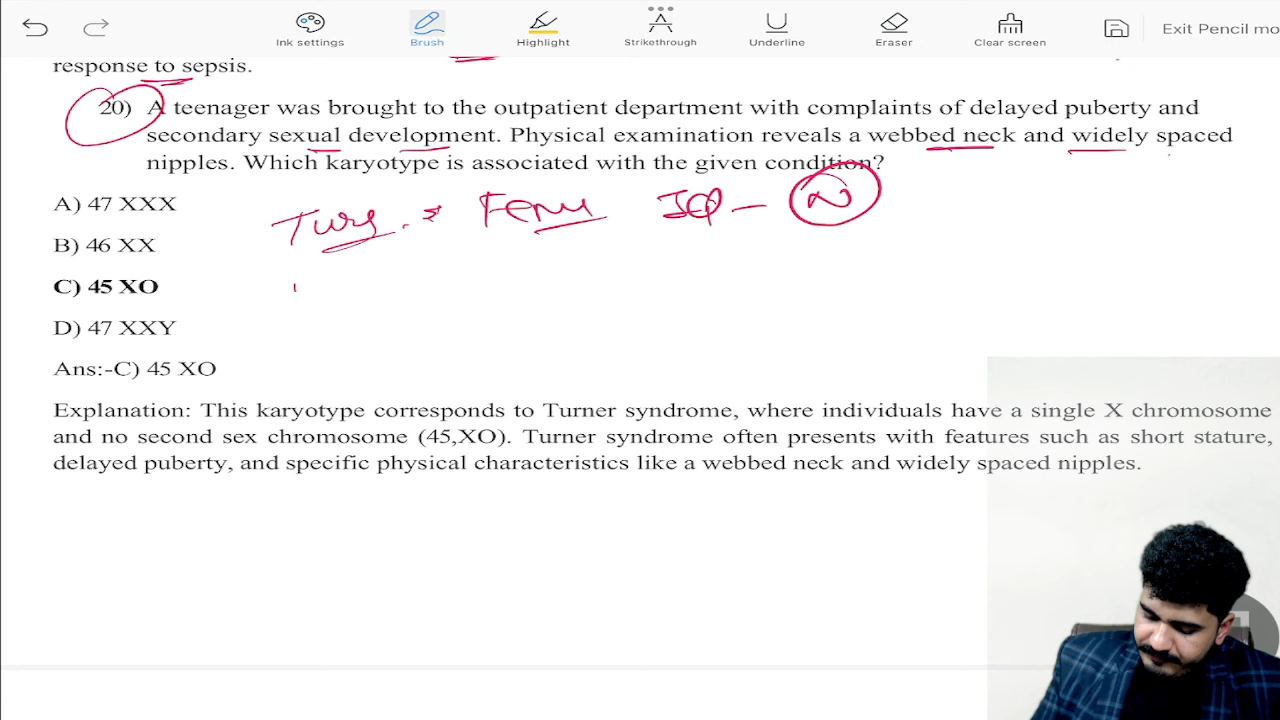 Ink settings
Brush
Highlight
Strikethrough
Underline
Eraser
Clear screen
Exit Pencil mo
response to sepsis.
20) A teenager was brought to the outpatient department with complaints of delayed puberty and
secondary sexual development. Physical examination reveals a webbed neck and widely spaced
nipples. Which karyotype is associated with the given condition?
A) 47 XXX
IQ - N
B) 46 XX
C) 45 XO
D) 47 XXY
Ans:-C) 45 XO
Explanation: This karyotype corresponds to Turner syndrome, where individuals have a single X chromosome
and no second sex chromosome (45,XO). Turner syndrome often presents with features such as short stature,
delayed puberty, and specific physical characteristics like a webbed neck and widely spaced nipples.